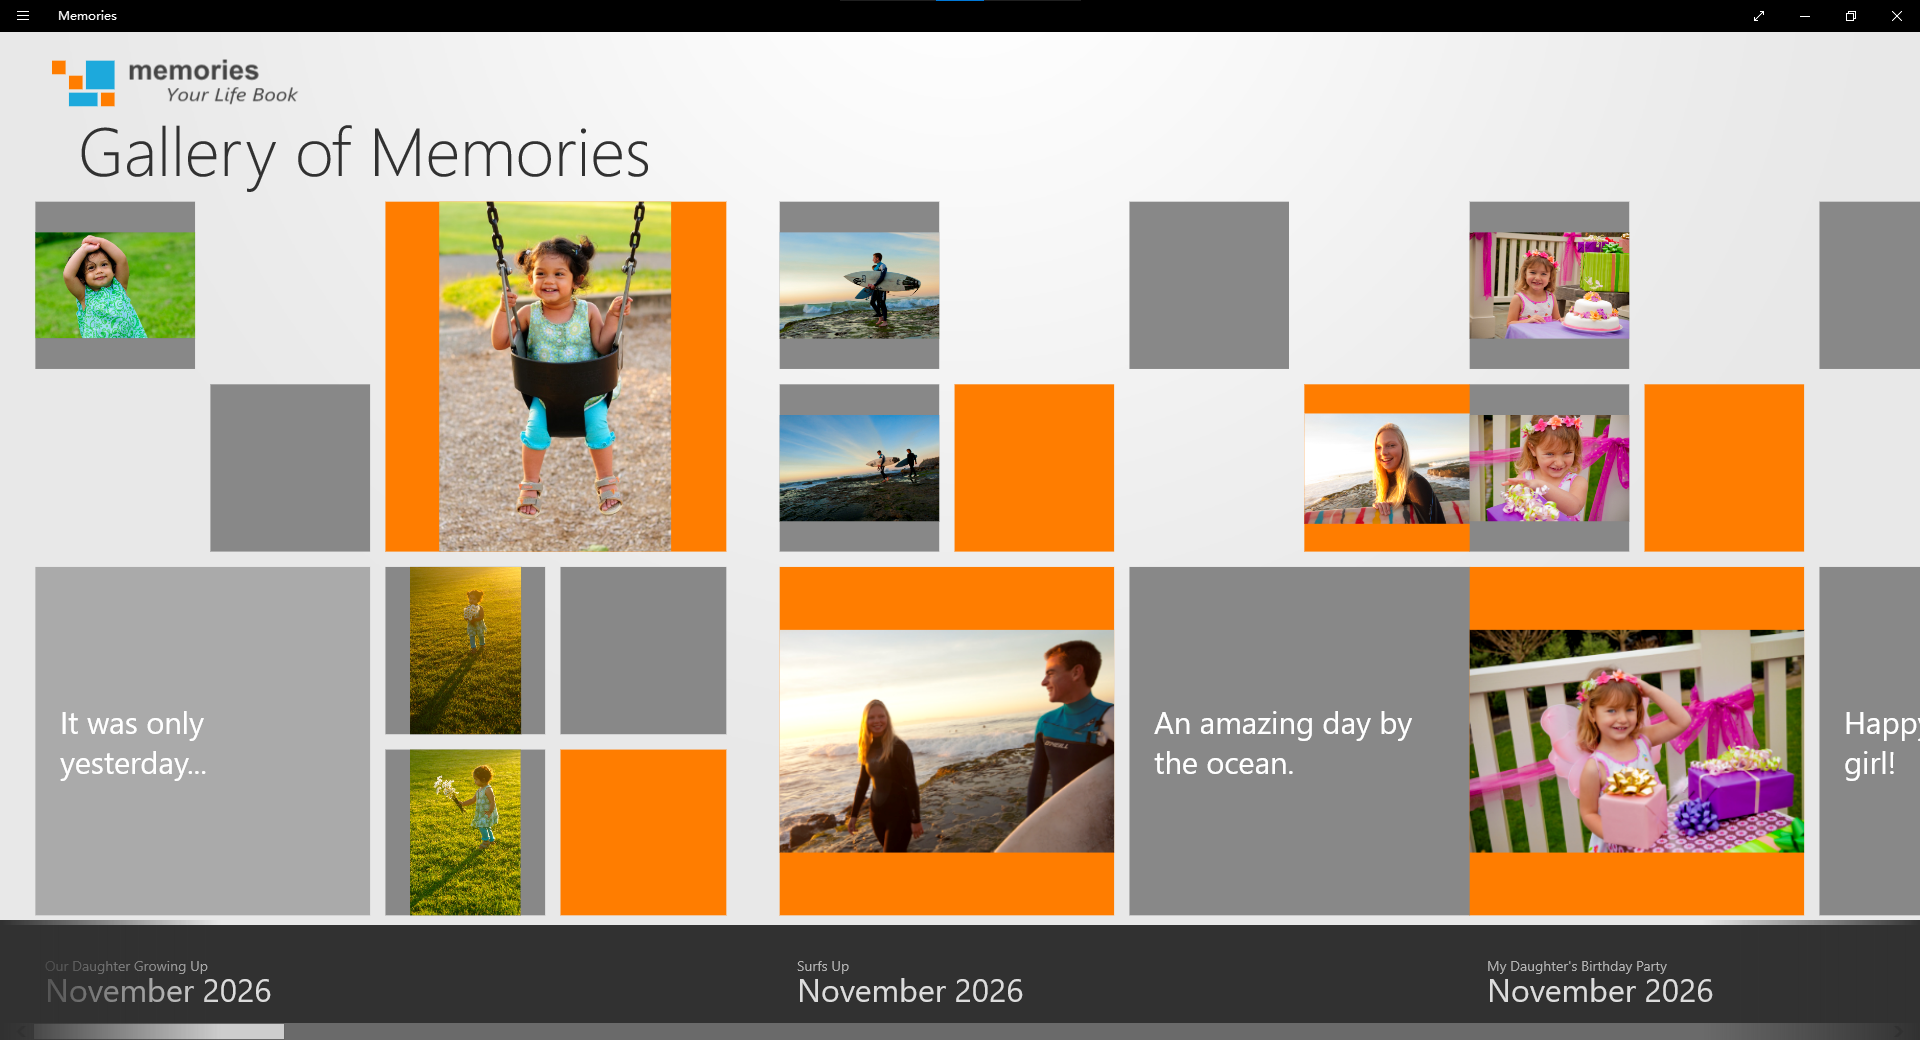 Memories
memories
Your Life Book
Gallery of Memories
It was only
yesterday...
An amazing day by
the ocean.
Happy
girl!
Our Daughter Growing Up
November 2026
Surfs Up
November 2026
My Daughter's Birthday Party
November 2026